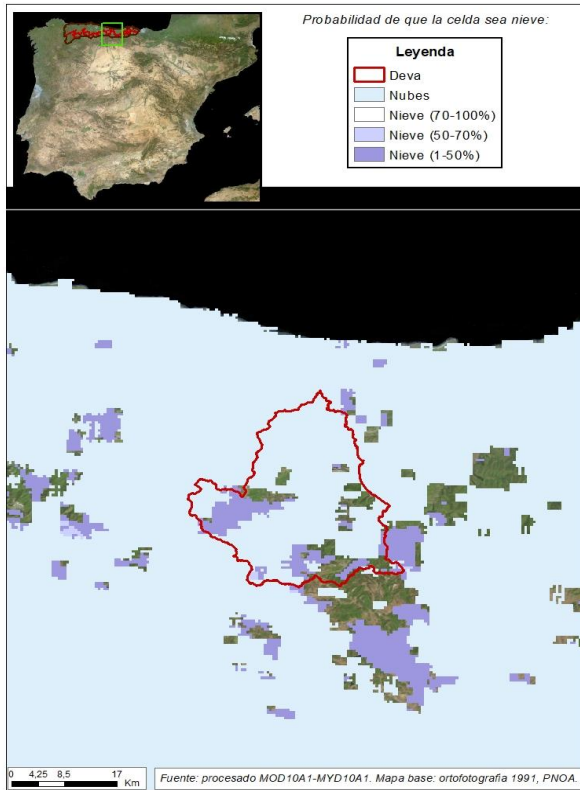 Probabilidad de que la celda sea nieve:
Leyenda
Deva
Nubes
Nieve (70-100%)
Nieve (50-70%)
Nieve (1-50%)
0 4,25 8,5 17
Km
Fuente: procesado MOD10A1-MYD10A1. Mapa base: ortofotografia 1991, PNOA.